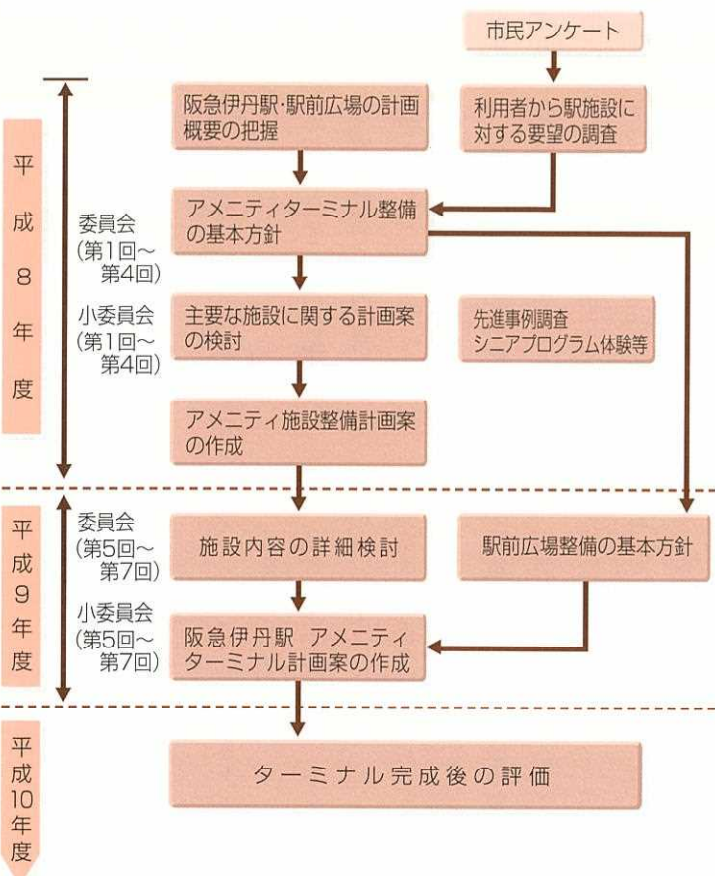 市民アンケート
阪急伊丹駅・駅前広場の計画
概要の把握
利用者から駅施設に
対する要望の調査
平成8年度
委員会
(第1回～
第4回)
小委員会
(第1回～
第4回)
アメニティターミナル整備
の基本方針
主要な施設に関する計画案
の検討
先進事例調査
シニアプログラム体験等
アメニティ施設整備計画案
の作成
平成9年度
委員会
(第5回～
第7回)
小委員会
(第5回～
第7回)
施設内容の詳細検討
駅前広場整備の基本方針
阪急伊丹駅 アメニティ
ターミナル計画案の作成
平成10年度
ターミナル完成後の評価